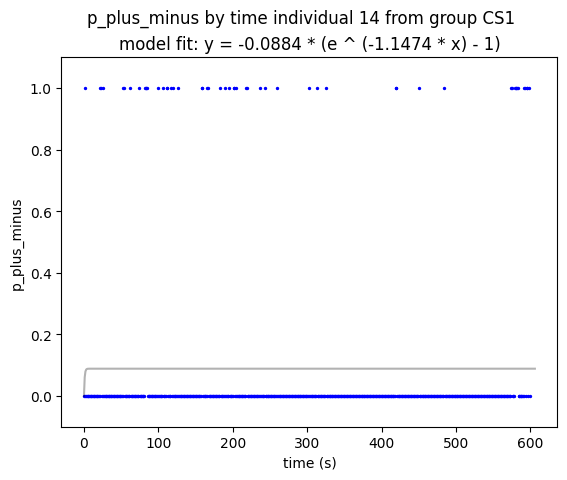 p_plus_minus by time individual 14 from group CS1
model fit: y = -0.0884 * (e ^ (-1.1474 * x) - 1)
1.0
0.8
0.6
0.4
0.2
0.0
p_plus_minus
0 100 200 300 400 500 600
time (s)